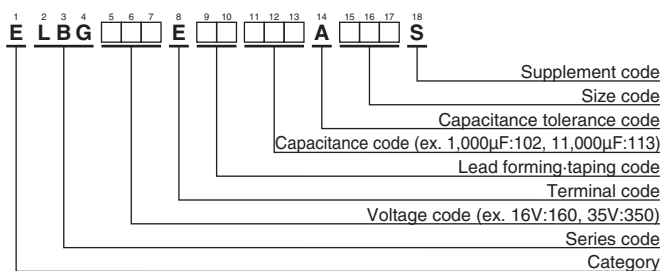 1 2 3 4 5 6 7 8 9 10 11 12 13 14 15 16 17 18
E L B G E A S
Supplement code
Size code
Capacitance tolerance code
Capacitance code (ex. 1,000μF:102, 11,000μF:113)
Lead forming·taping code
Terminal code
Voltage code (ex. 16V:160, 35V:350)
Series code
Category